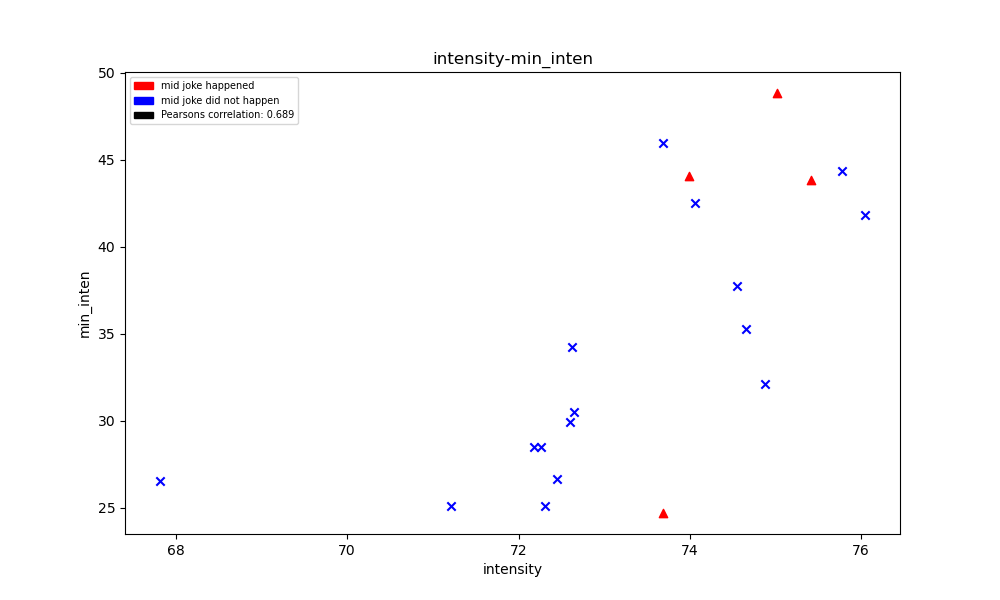 intensity-min_inten
mid joke happened
mid joke did not happen
Pearsons correlation: 0.689
50
45
40
35
30
25
min_inten
68 70 72 74 76
intensity